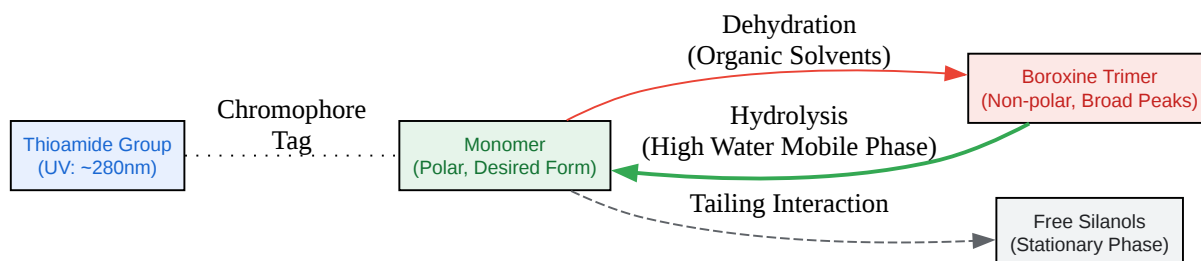 Thioamide Group
(UV: ~280nm)
Chromophore
Tag
Monomer
(Polar, Desired Form)
Dehydration
(Organic Solvents)
Hydrolysis
(High Water Mobile Phase)
Tailing Interaction
Boroxine Trimer
(Non-polar, Broad Peaks)
Free Silanols
(Stationary Phase)